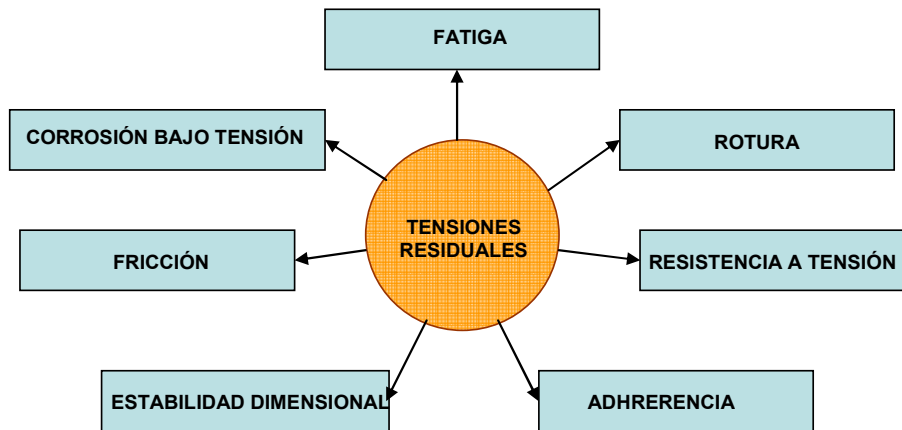 FATIGA
CORROSIÓN BAJO TENSIÓN
ROTURA
TENSIONES
RESIDUALES
FRICCIÓN
RESISTENCIA A TENSIÓN
ESTABILIDAD DIMENSIONAL
ADHRERENCIA